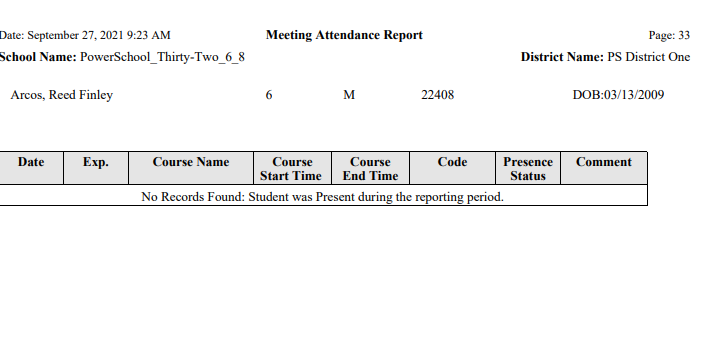 Date: September 27, 2021 9:23 AM Meeting Attendance Report Page: 33
School Name: PowerSchool_Thirty-Two_6_8 District Name: PS District One
Arcos, Reed Finley 6 M 22408 DOB:03/13/2009
Date Exp. Course Name Course Start Time Course End Time Code Presence Status Comment
No Records Found: Student was Present during the reporting period.